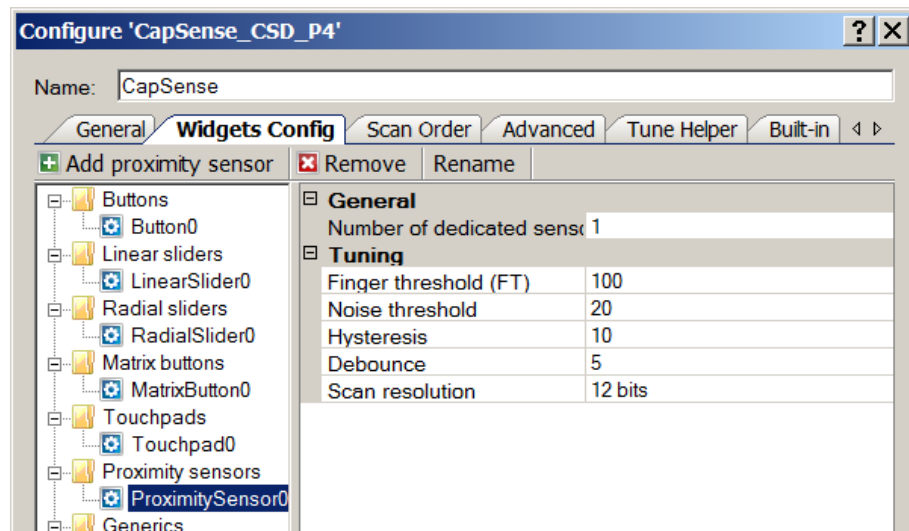 Configure 'CapSense_CSD_P4'
Name: CapSense
General Widgets Config Scan Order Advanced Tune Helper Built-in
Add proximity sensor Remove Rename
Buttons
Button0
Linear sliders
LinearSlider0
Radial sliders
RadialSlider0
Matrix buttons
MatrixButton0
Touchpads
Touchpad0
Proximity sensors
ProximitySensor0
Generics
General
Number of dedicated sens 1
Tuning
Finger threshold (FT) 100
Noise threshold 20
Hysteresis 10
Debounce 5
Scan resolution 12 bits